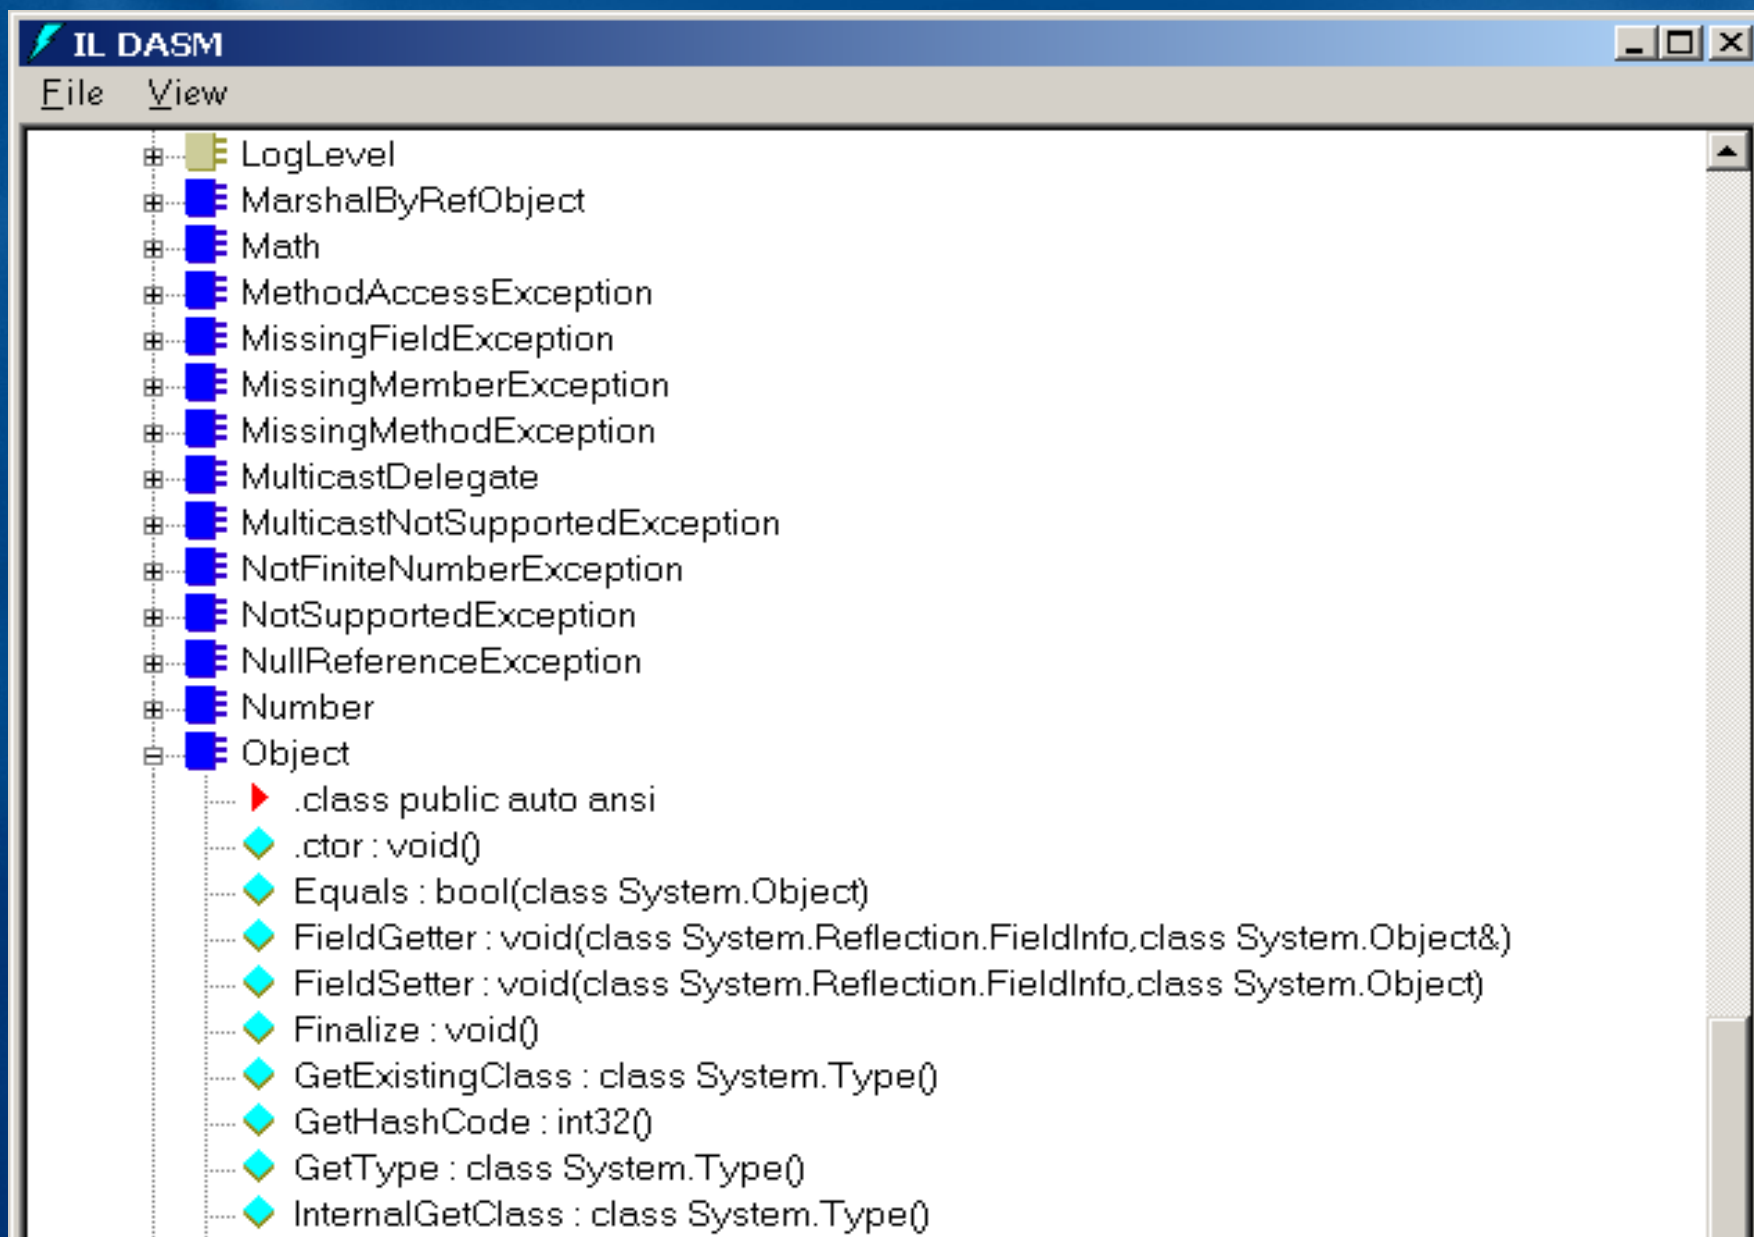 IL DASM
File View
LogLevel
MarshalByRefObject
Math
MethodAccessException
MissingFieldException
MissingMemberException
MissingMethodException
MulticastDelegate
MulticastNotSupportedException
NotFiniteNumberException
NotSupportedException
NullReferenceException
Number
Object
.class public auto ansi
.ctor : void()
Equals : bool(class System.Object)
FieldGetter : void(class System.Reflection.FieldInfo,class System.Object&)
FieldSetter : void(class System.Reflection.FieldInfo,class System.Object)
Finalize : void()
GetExistingClass : class System.Type()
GetHashCode : int32()
GetType : class System.Type()
InternalGetClass : class System.Type()